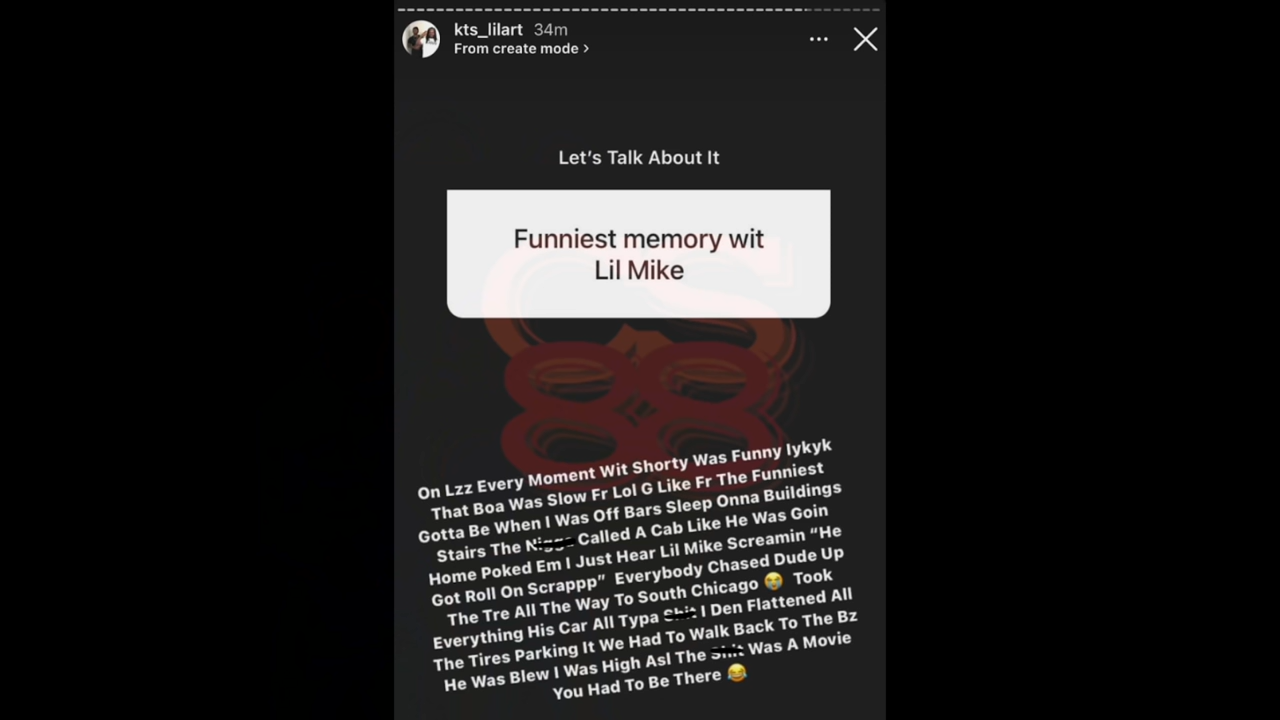 kts_lilart 34m
From create mode ›
Let's Talk About It
Funniest memory wit
Lil Mike
On Lzz Every Moment Wit Shorty Was Funny Iykyk
That Boa Was Slow Fr Lol G Like Fr The Funniest
Gotta Be When I Was Off Bars Sleep Onna Buildings
Stairs The Nigga Called A Cab Like He Was Goin
Home Poked Em I Just Hear Lil Mike Screamin “He
Got Roll On Scrappp” Everybody Chased Dude Up
The Tre All The Way To South Chicago 😭 Took
Everything His Car All Typa Shit I Den Flattened All
The Tires Parking It We Had To Walk Back To The Bz
He Was Blew I Was High Asl The Shit Was A Movie
You Had To Be There 😂